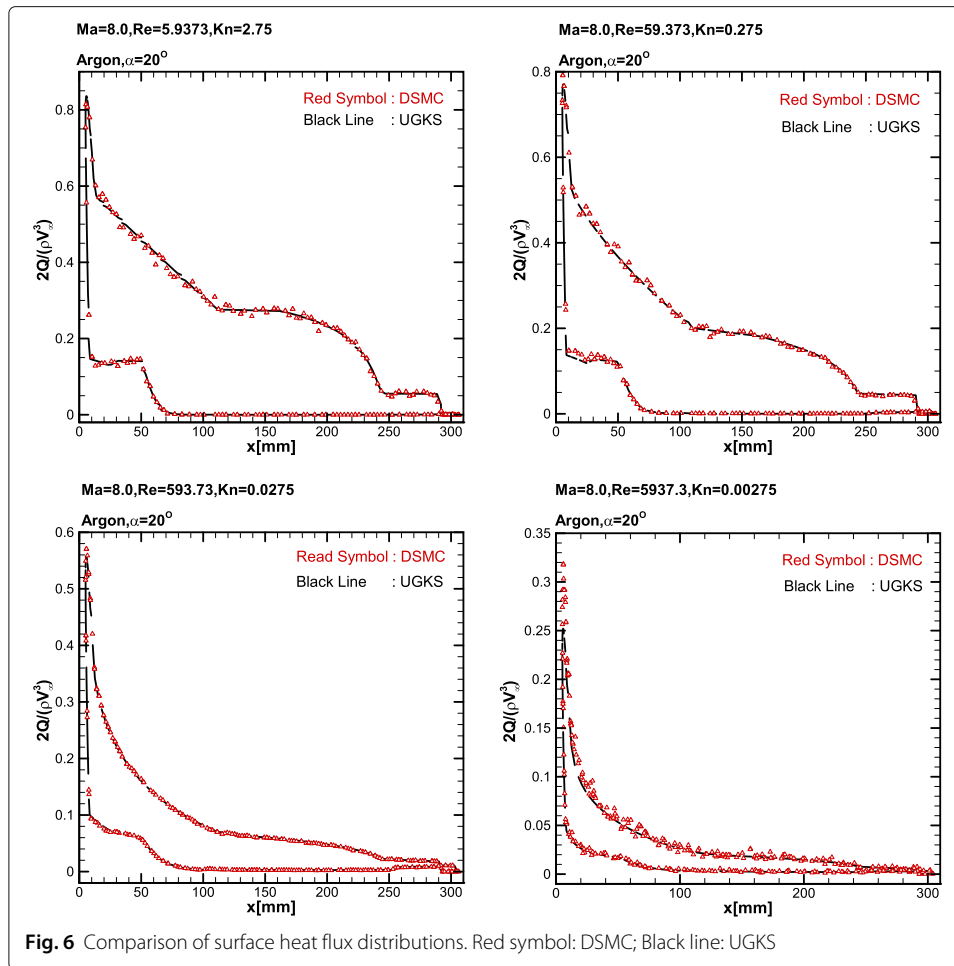 Ma=8.0,Re=5.9373,Kn=2.75
Argon,α=20°
Red Symbol : DSMC
Black Line : UGKS
2Q/(ρV³∞)
0.8
0.6
0.4
0.2
0
0 50 100 150 200 250 300
x[mm]
Ma=8.0,Re=59.373,Kn=0.275
Argon,α=20°
Red Symbol : DSMC
Black Line : UGKS
2Q/(ρV³∞)
0.8
0.6
0.4
0.2
0
0 50 100 150 200 250 300
x[mm]
Ma=8.0,Re=593.73,Kn=0.0275
Argon,α=20°
Read Symbol : DSMC
Black Line : UGKS
2Q/(ρV³∞)
0.6
0.5
0.4
0.3
0.2
0.1
0
0 50 100 150 200 250 300
x[mm]
Ma=8.0,Re=5937.3,Kn=0.00275
Argon,α=20°
Red Symbol : DSMC
Black Line : UGKS
2Q/(ρV³∞)
0.35
0.3
0.25
0.2
0.15
0.1
0.05
0
0 50 100 150 200 250 300
x[mm]
Fig. 6 Comparison of surface heat flux distributions. Red symbol: DSMC; Black line: UGKS